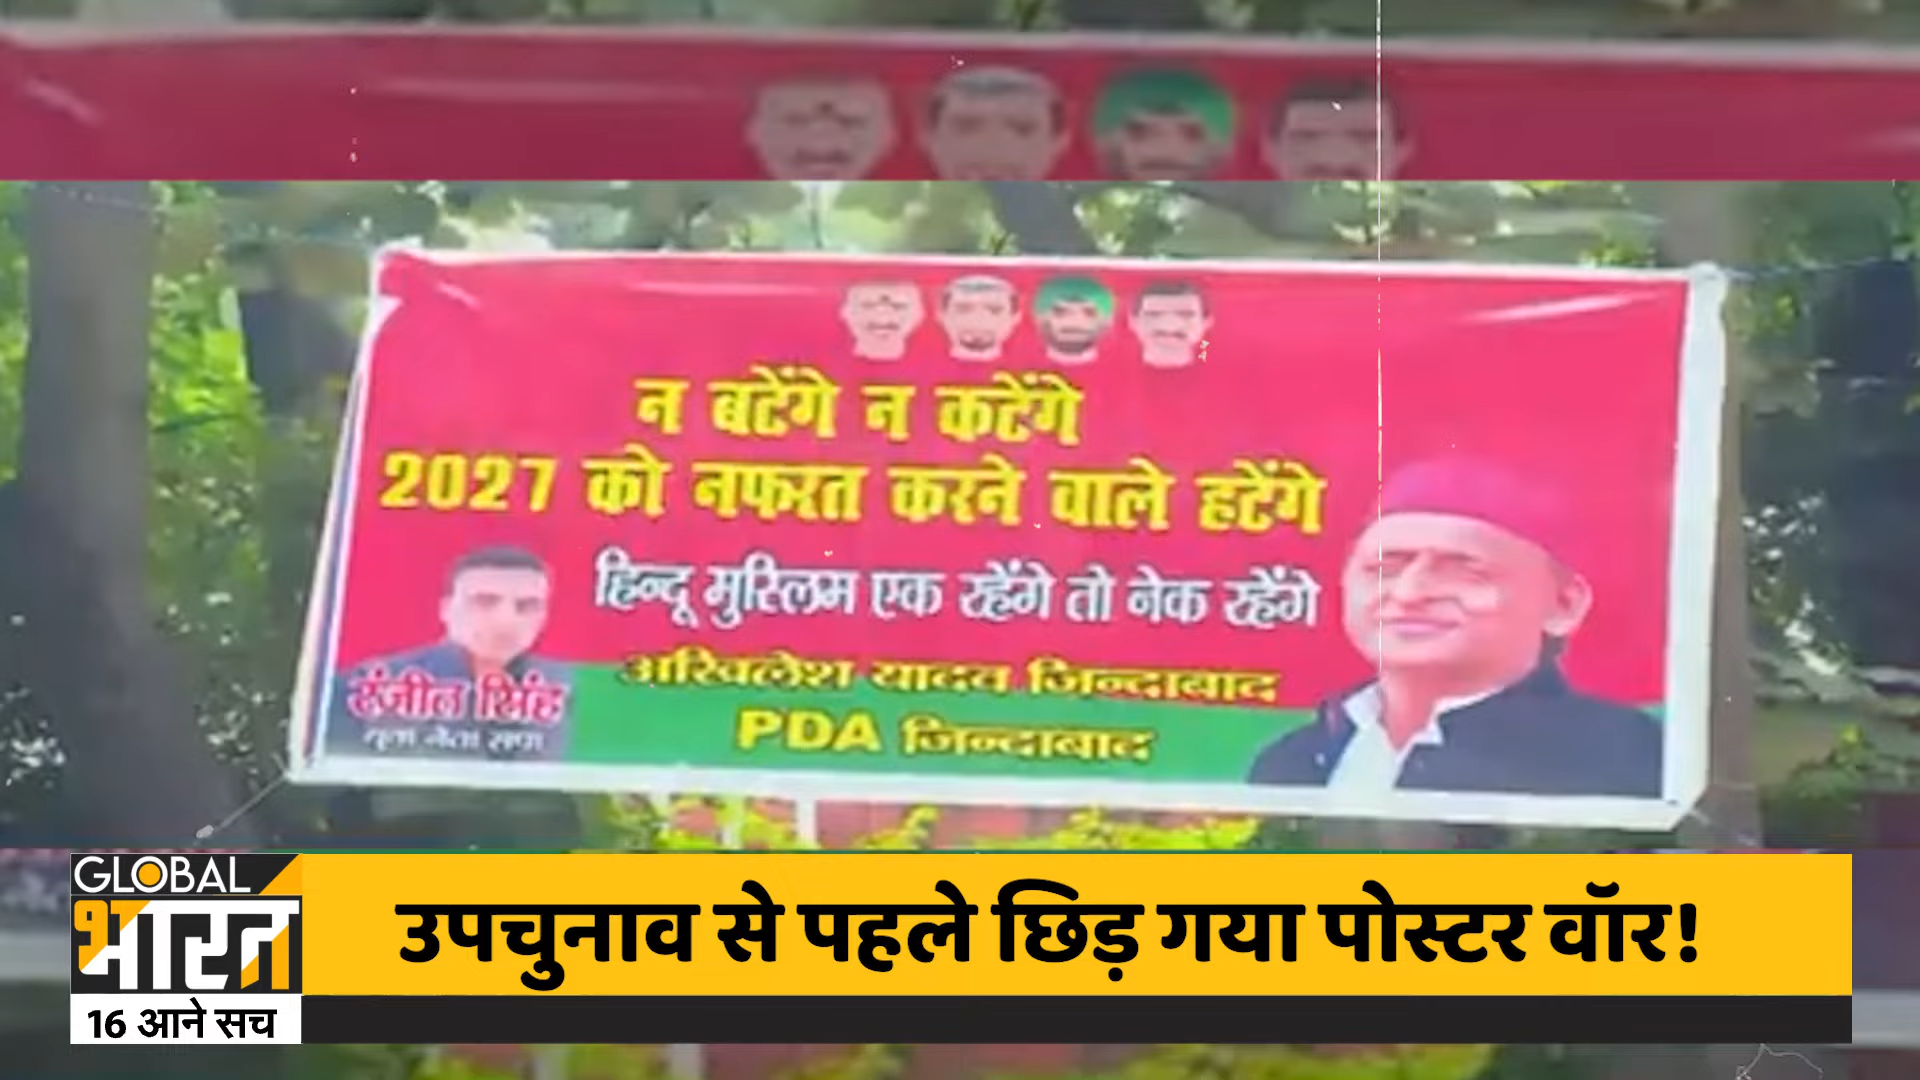 न बटेंगे न कटेंगे
2027 को नफरत करने वाले हटेंगे
हिन्दू मुस्लिम एक रहेंगे तो नेक रहेंगे
अखिलेश यादव जिन्दाबाद
PDA जिन्दाबाद
रंजीत सिंह
युवा नेता सपा
GLOBAL
भारत
16 आने सच
उपचुनाव से पहले छिड़ गया पोस्टर वॉर!